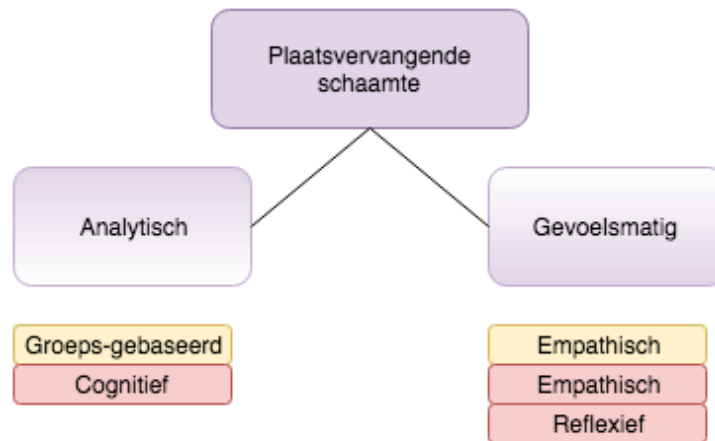 Plaatsvervangende
schaamte
Analytisch
Gevoelsmatig
Groeps-gebaseerd
Cognitief
Empathisch
Empathisch
Reflexief